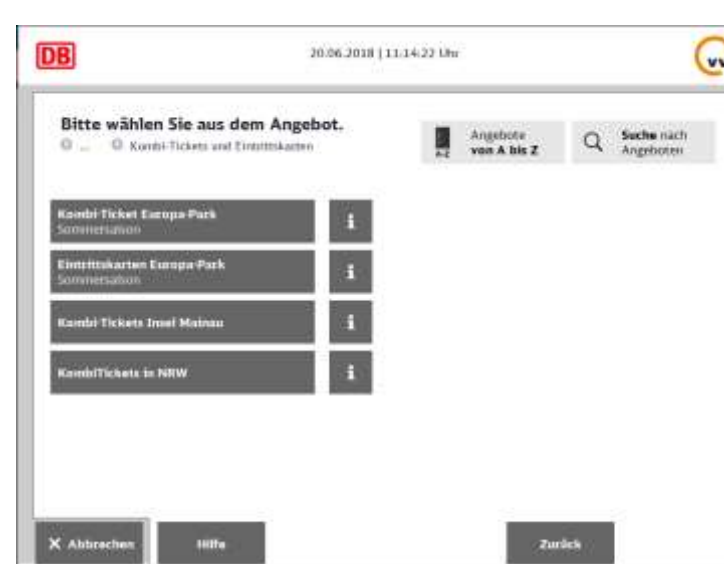 DB
20.06.2018 | 11:14:22 Uhr
vv
Bitte wählen Sie aus dem Angebot.
... Kombi-Tickets und Eintrittskarten
Angebote
von A bis Z
A-Z
Suche nach
Angeboten
Kombi-Ticket Europa-Park
Sommersaison
i
Eintrittskarten Europa-Park
Sommersaison
i
Kombi-Tickets Insel Mainau
i
KombiTickets in NRW
i
X Abbrechen
Hilfe
Zurück